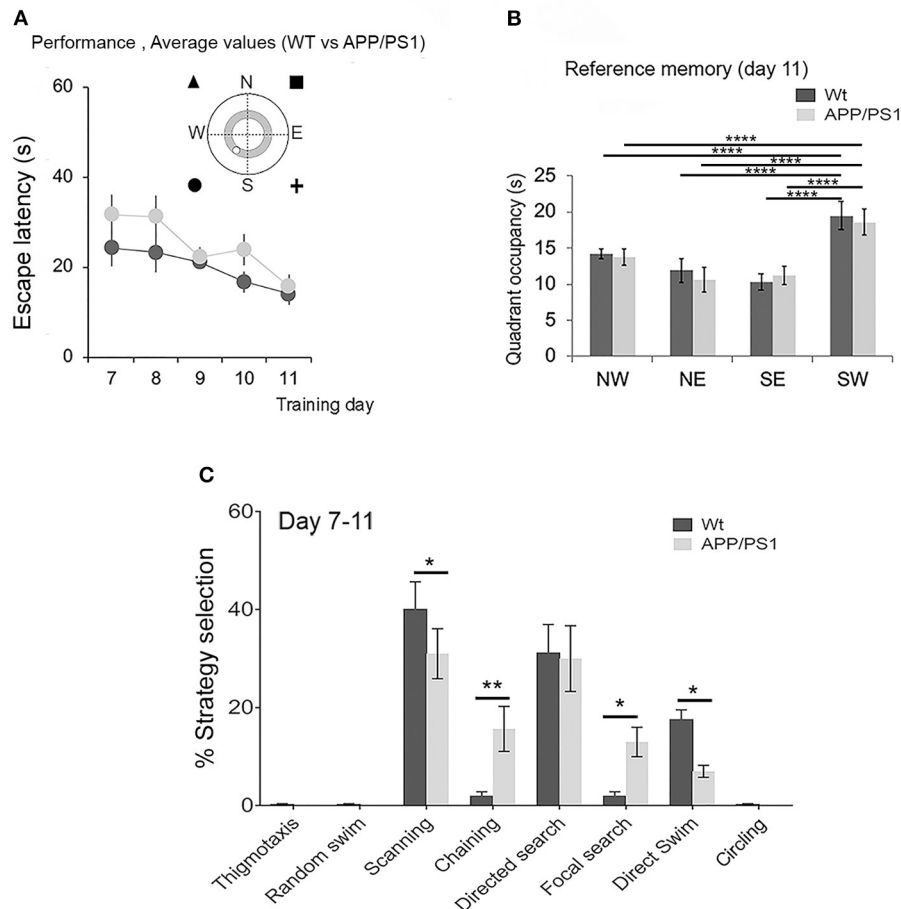 A
Performance , Average values (WT vs APP/PS1)
60
40
20
0
Escape latency (s)
N
W
E
S
7 8 9 10 11
Training day
B
Reference memory (day 11)
Wt
APP/PS1
****
****
****
****
****
****
25
20
15
10
5
0
Quadrant occupancy (s)
NW NE SE SW
C
Day 7-11
Wt
APP/PS1
60
40
20
0
% Strategy selection
*
**
*
*
Thigmotaxis
Random swim
Scanning
Chaining
Directed search
Focal search
Direct Swim
Circling